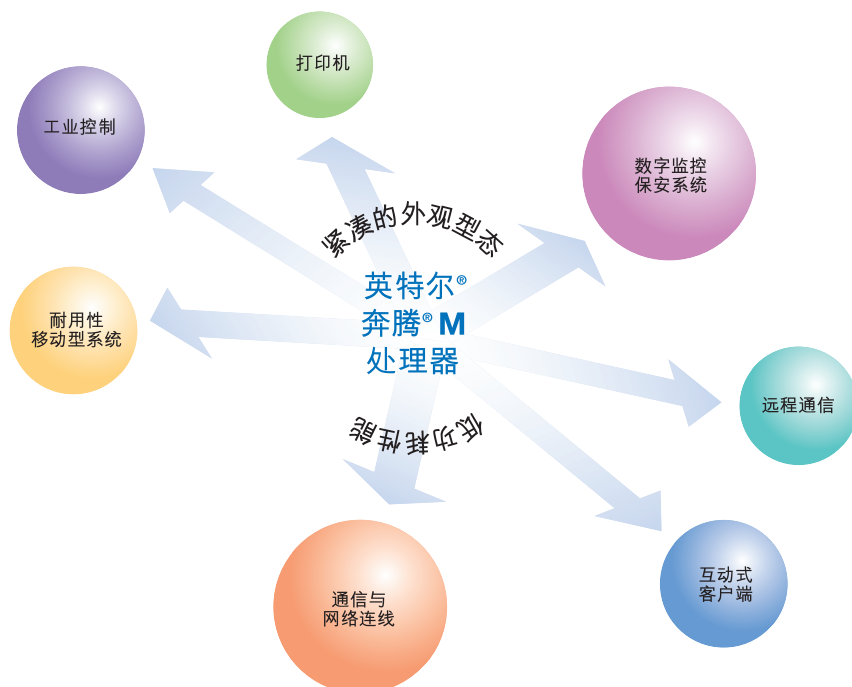 打印机
工业控制
数字监控
保安系统
紧凑的外观型态
英特尔®
奔腾® M
处理器
耐用性
移动型系统
远程通信
低功耗性能
互动式
客户端
通信与
网络连线